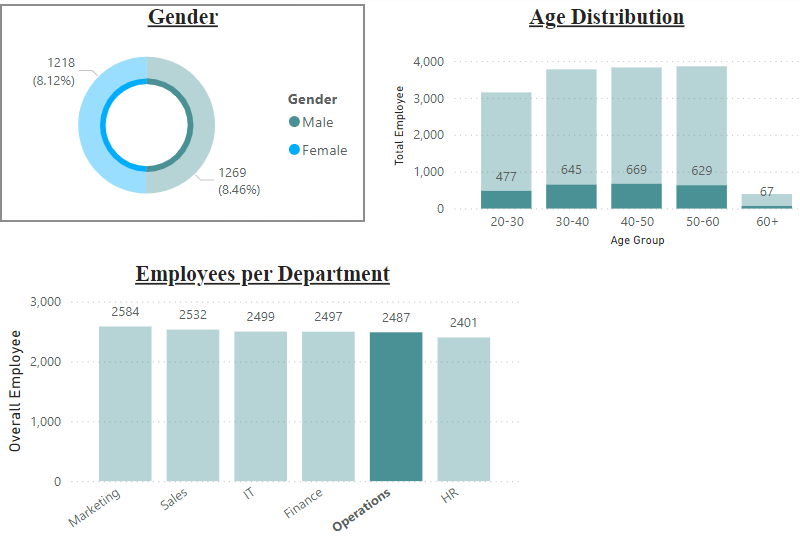 Gender
1218
(8.12%)
1269
(8.46%)
Gender
Male
Female
Age Distribution
Total Employee
4,000
3,000
2,000
1,000
0
477
645
669
629
67
20-30
30-40
40-50
50-60
60+
Age Group
Employees per Department
Overall Employee
3,000
2,000
1,000
0
2584
2532
2499
2497
2487
2401
Marketing
Sales
IT
Finance
Operations
HR